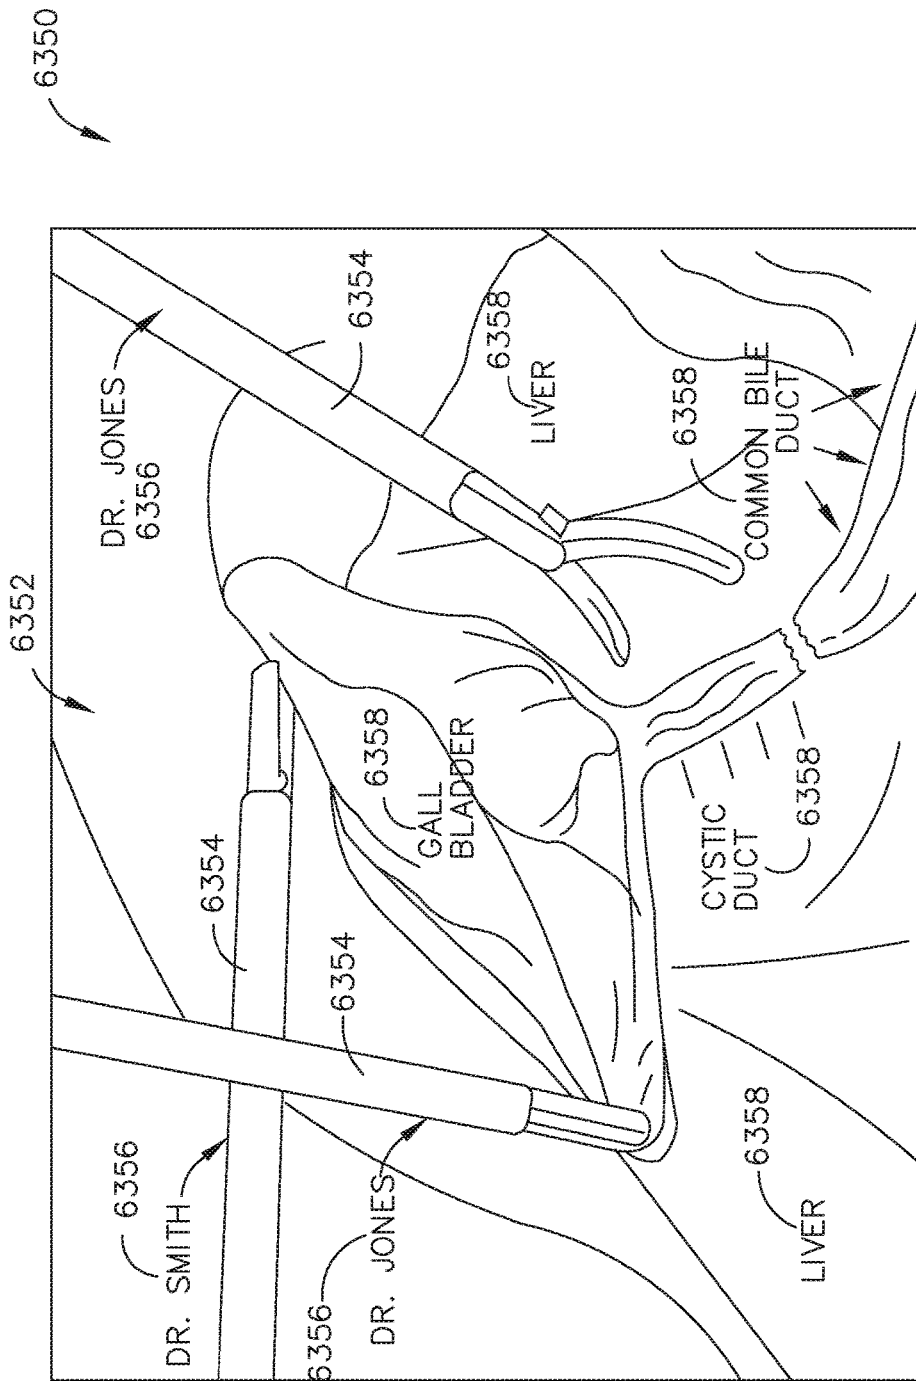 6350
6352
DR. JONES
6356
6356
DR. SMITH
6354
6354
6354
6356
DR. JONES
6358
GALL
BLADDER
6358
LIVER
6358
COMMON BILE
DUCT
CYSTIC
DUCT
6358
6358
LIVER